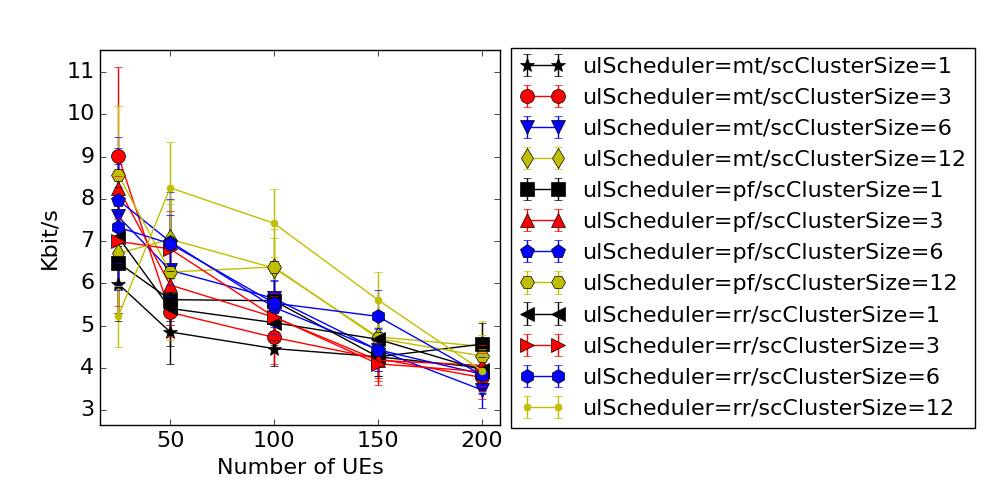 11
10
9
8
7
6
5
4
3
Kbit/s
50 100 150 200
Number of UEs
ulScheduler=mt/scClusterSize=1
ulScheduler=mt/scClusterSize=3
ulScheduler=mt/scClusterSize=6
ulScheduler=mt/scClusterSize=12
ulScheduler=pf/scClusterSize=1
ulScheduler=pf/scClusterSize=3
ulScheduler=pf/scClusterSize=6
ulScheduler=pf/scClusterSize=12
ulScheduler=rr/scClusterSize=1
ulScheduler=rr/scClusterSize=3
ulScheduler=rr/scClusterSize=6
ulScheduler=rr/scClusterSize=12